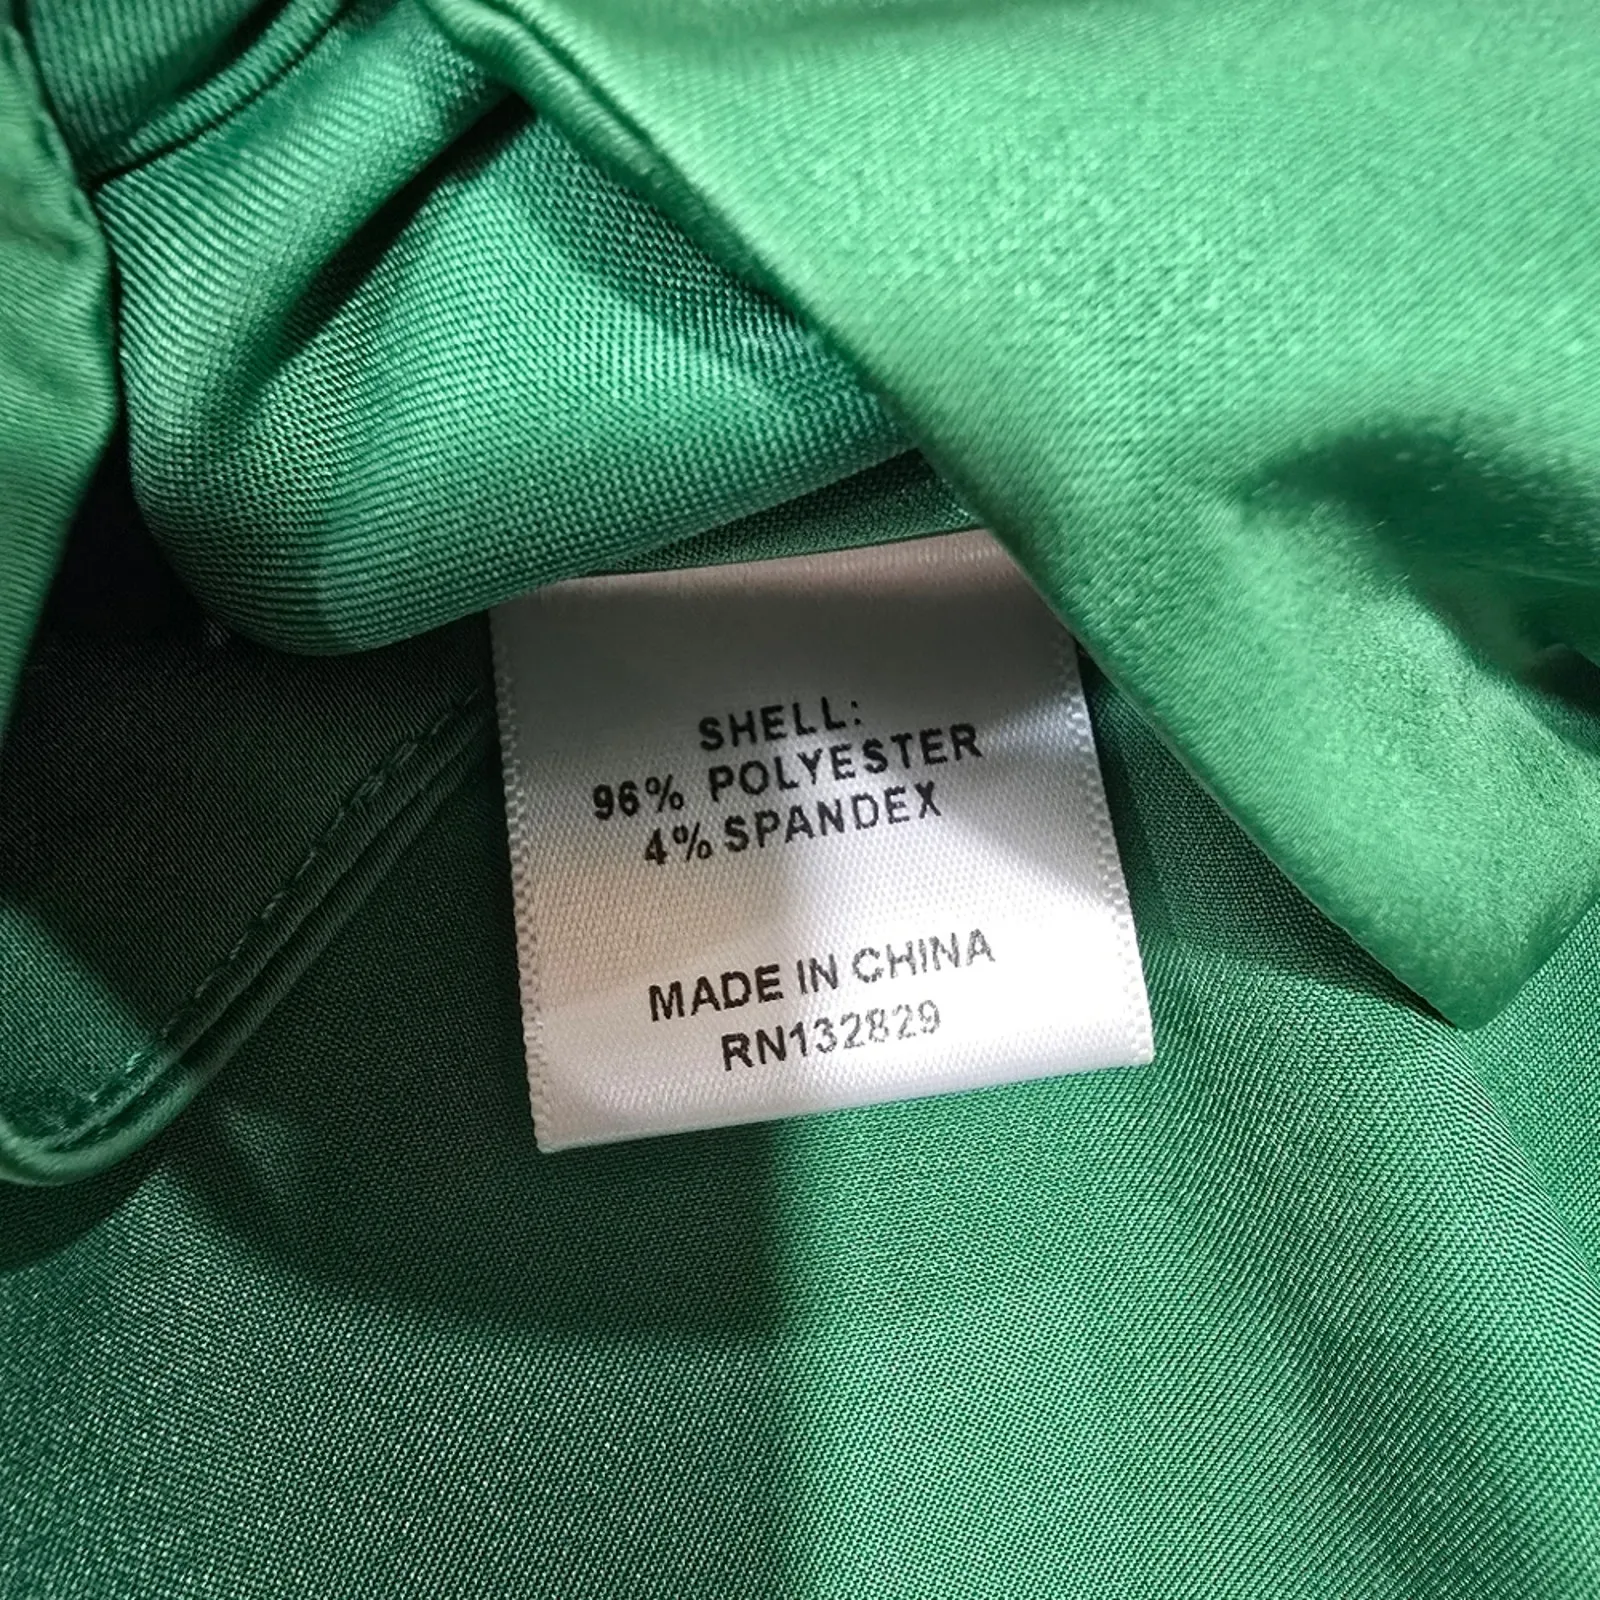 SHELL:
96% POLYESTER
4% SPANDEX
MADE IN CHINA
RN132829